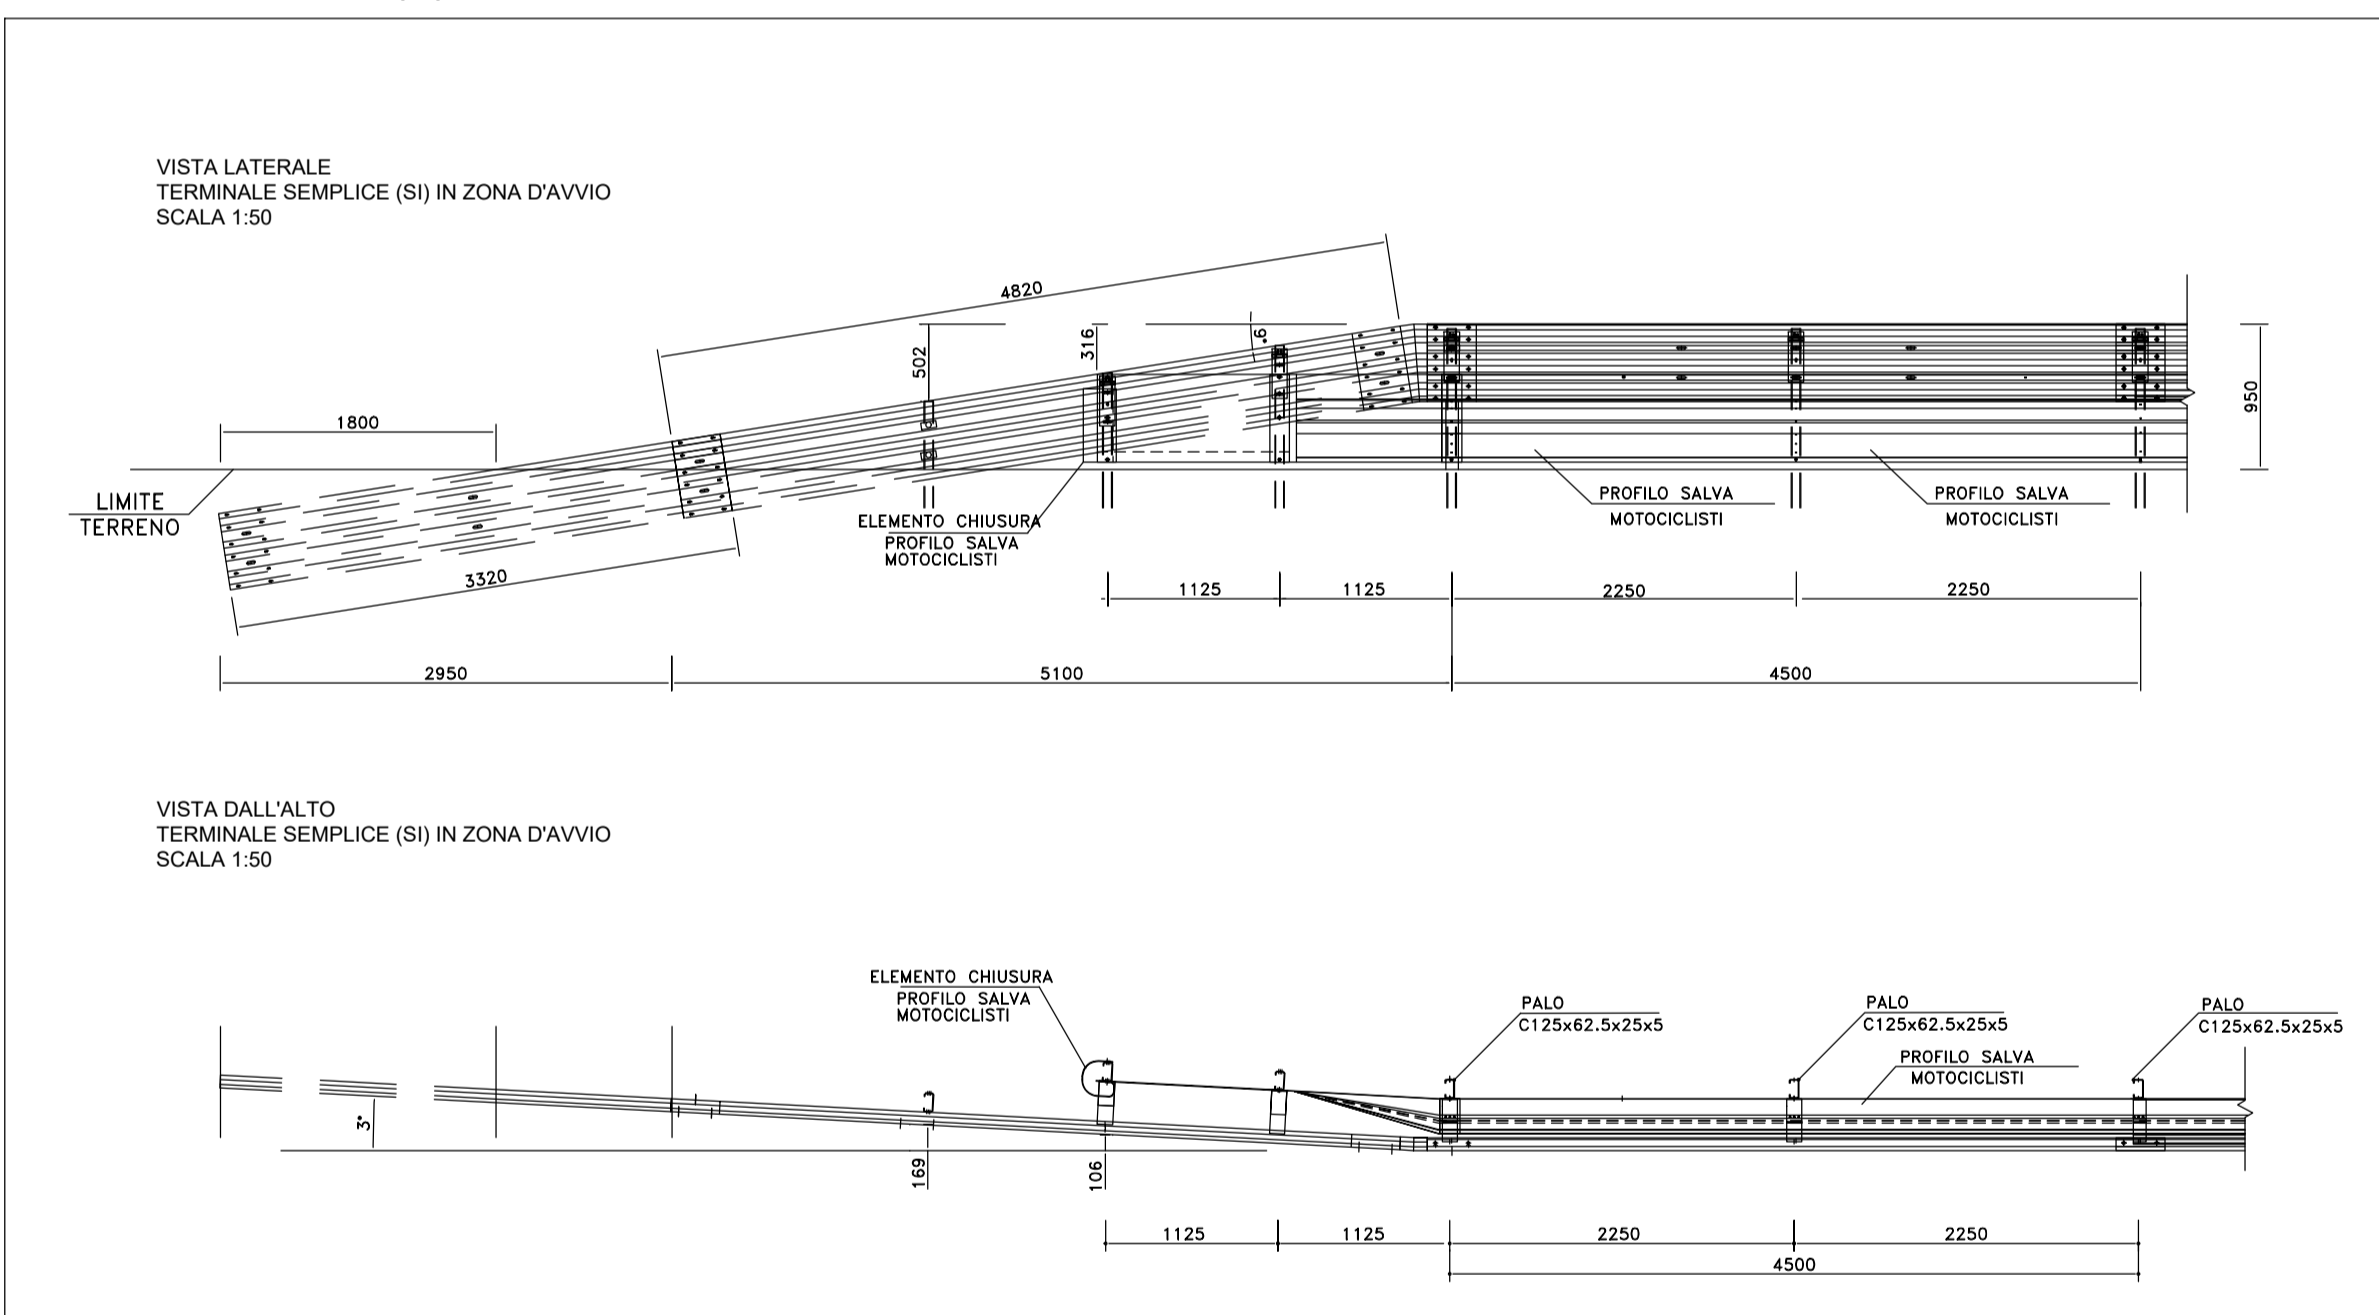 VISTA LATERALE
TERMINALE SEMPLICE (SI) IN ZONA D'AVVIO
SCALA 1:50
4820
316
9°
502
950
1800
LIMITE
TERRENO
PROFILO SALVA
MOTOCICLISTI
PROFILO SALVA
MOTOCICLISTI
ELEMENTO CHIUSURA
PROFILO SALVA
MOTOCICLISTI
3320
1125
1125
2250
2250
2950
5100
4500
VISTA DALL'ALTO
TERMINALE SEMPLICE (SI) IN ZONA D'AVVIO
SCALA 1:50
ELEMENTO CHIUSURA
PROFILO SALVA
MOTOCICLISTI
PALO
C125x62.5x25x5
PALO
C125x62.5x25x5
PALO
C125x62.5x25x5
PROFILO SALVA
MOTOCICLISTI
3°
169
106
1125
1125
2250
2250
4500